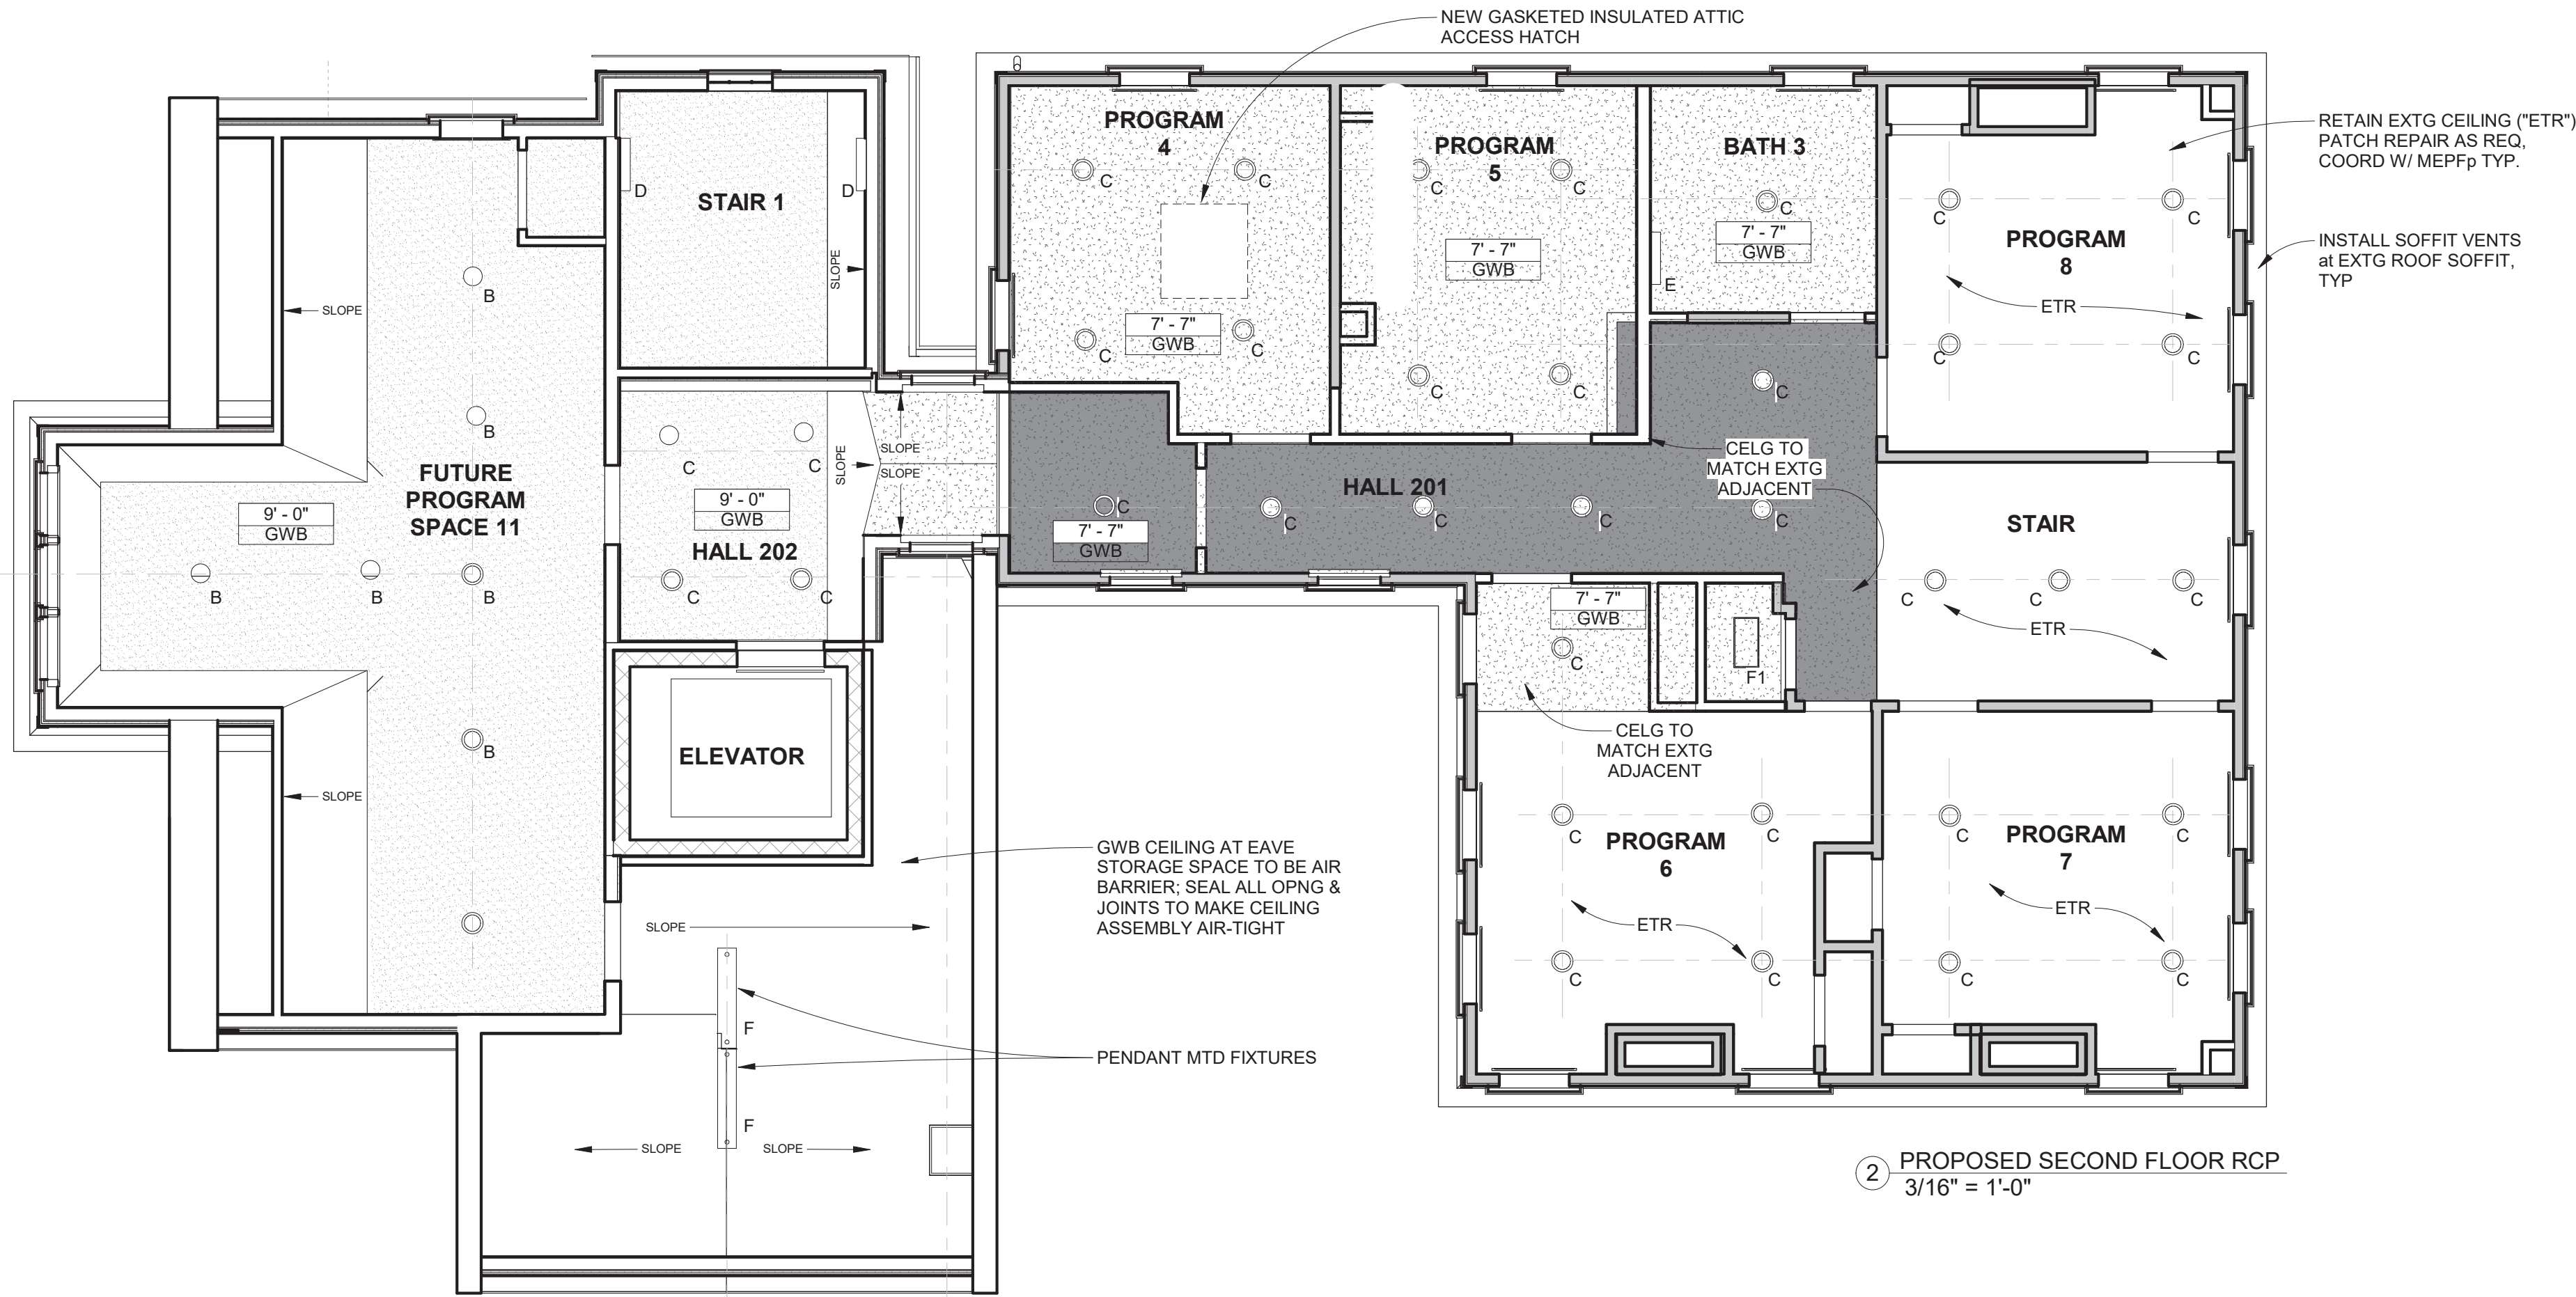 NEW GASKETED INSULATED ATTIC
ACCESS HATCH
RETAIN EXTG CEILING ("ETR")
PATCH REPAIR AS REQ,
COORD W/ MEPFp TYP.
INSTALL SOFFIT VENTS
at EXTG ROOF SOFFIT,
TYP
PROGRAM
4
C
C
C
C
7' - 7"
GWB
PROGRAM
5
C
C
C
C
7' - 7"
GWB
BATH 3
C
7' - 7"
GWB
E
PROGRAM
8
C
C
C
C
ETR
STAIR 1
D
D
SLOPE
SLOPE
SLOPE
FUTURE
PROGRAM
SPACE 11
9' - 0"
GWB
B
B
B
B
B
B
HALL 202
9' - 0"
GWB
C
C
C
C
SLOPE
SLOPE
SLOPE
C
7' - 7"
GWB
HALL 201
C
C
C
C
C
CELG TO
MATCH EXTG
ADJACENT
STAIR
C
C
C
ETR
7' - 7"
GWB
C
F1
CELG TO
MATCH EXTG
ADJACENT
ELEVATOR
GWB CEILING AT EAVE
STORAGE SPACE TO BE AIR
BARRIER; SEAL ALL OPNG &
JOINTS TO MAKE CEILING
ASSEMBLY AIR-TIGHT
SLOPE
F
F
PENDANT MTD FIXTURES
SLOPE
SLOPE
PROGRAM
6
C
C
C
C
ETR
PROGRAM
7
C
C
C
C
ETR
2
PROPOSED SECOND FLOOR RCP
3/16" = 1'-0"